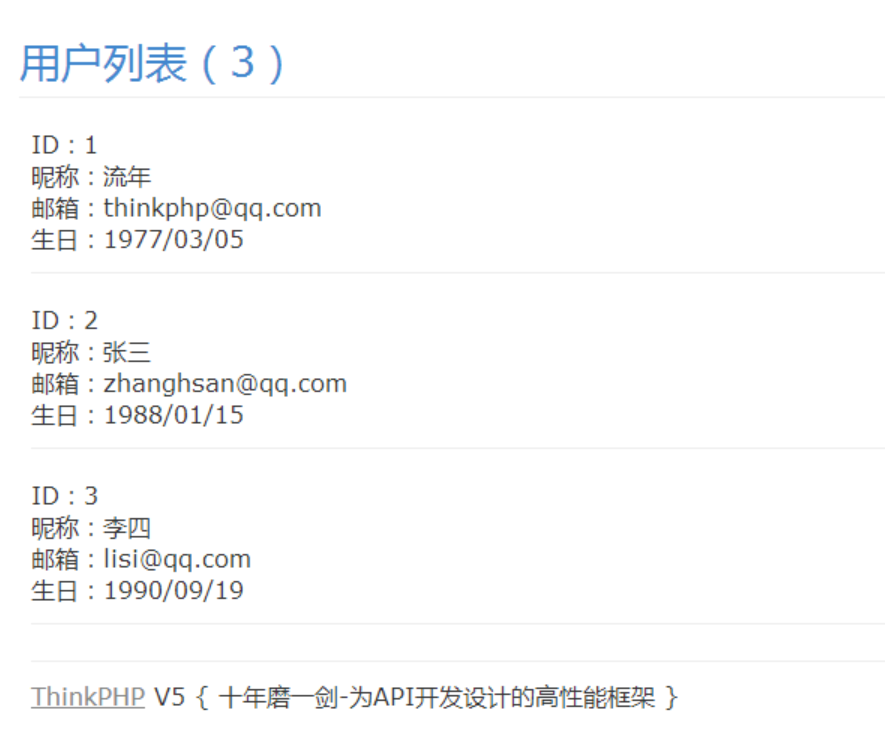 用户列表（3）
ID：1
昵称：流年
邮箱：thinkphp@qq.com
生日：1977/03/05
ID：2
昵称：张三
邮箱：zhanghsan@qq.com
生日：1988/01/15
ID：3
昵称：李四
邮箱：lisi@qq.com
生日：1990/09/19
ThinkPHP V5 { 十年磨一剑-为API开发设计的高性能框架 }